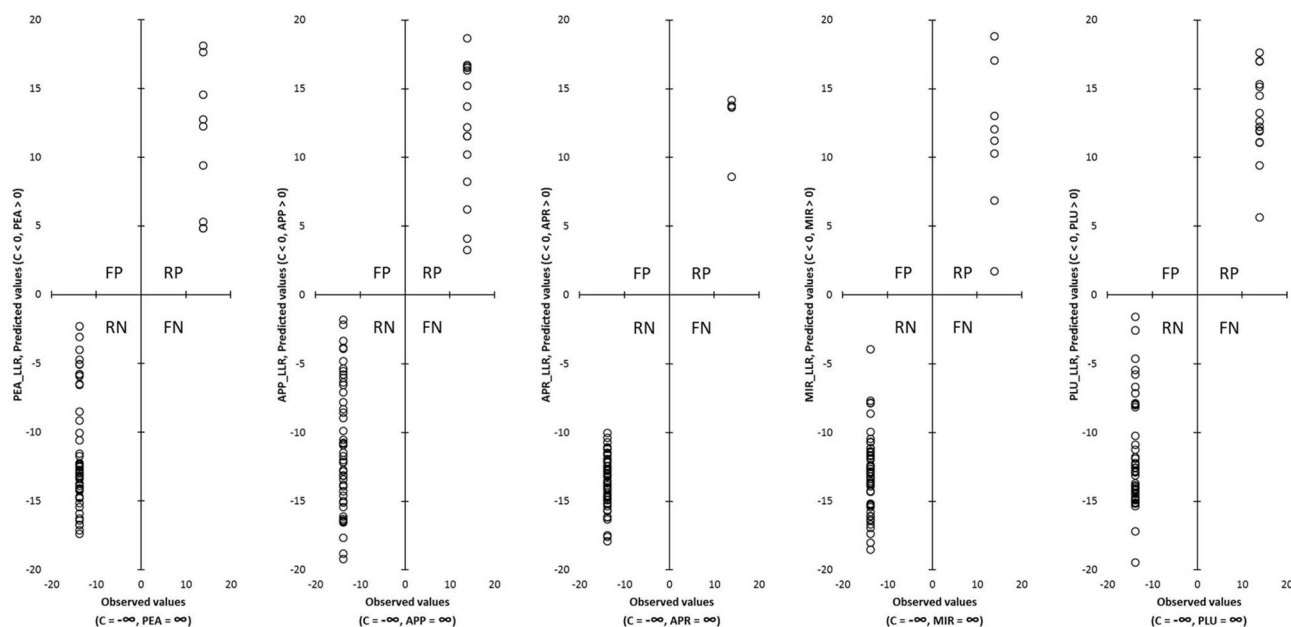 PEA_LLR, Predicted values (C < 0, PEA > 0)
20
15
10
5
0
-5
-10
-15
-20
FP RP
RN FN
-20 -10 0 10 20
Observed values
(C = -∞, PEA = ∞)
APP_LLR, Predicted values (C < 0, APP > 0)
20
15
10
5
0
-5
-10
-15
-20
FP RP
RN FN
-20 -10 0 10 20
Observed values
(C = -∞, APP = ∞)
APR_LLR, Predicted values (C < 0, APR > 0)
20
15
10
5
0
-5
-10
-15
-20
FP RP
RN FN
-20 -10 0 10 20
Observed values
(C = -∞, APR = ∞)
MIR_LLR, Predicted values (C < 0, MIR > 0)
20
15
10
5
0
-5
-10
-15
-20
FP RP
RN FN
-20 -10 0 10 20
Observed values
(C = -∞, MIR = ∞)
PLU_LLR, Predicted values (C < 0, PLU > 0)
20
15
10
5
0
-5
-10
-15
-20
FP RP
RN FN
-20 -10 0 10 20
Observed values
(C = -∞, PLU = ∞)